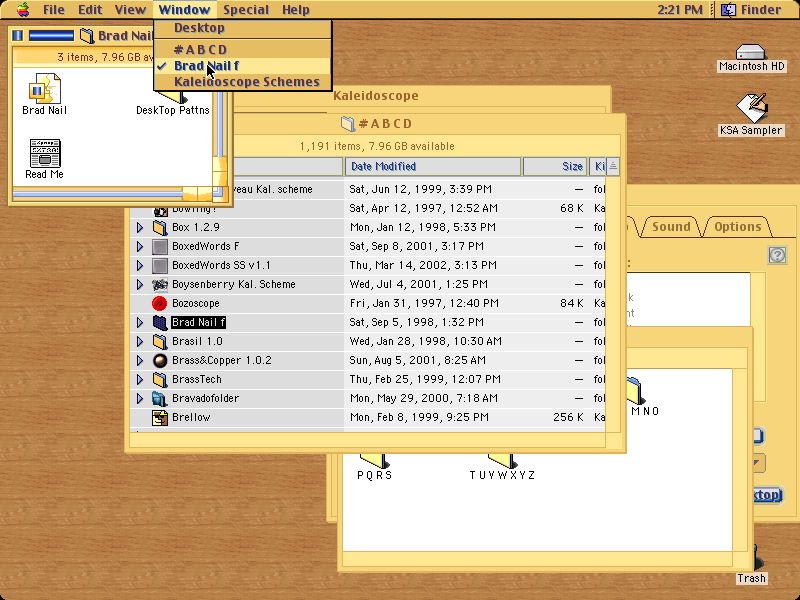 File Edit View Window Special Help 2:21 PM Finder
Desktop
#ABCD
Brad Nail f
Kaleidoscope Schemes
Brad Nail
3 items, 7.96 GB av
Brad Nail
DeskTop Pattns
Read Me
Macintosh HD
KSA Sampler
Kaleidoscope
#ABCD
1,191 items, 7.96 GB available
Date Modified Size Ki
veau Kal. scheme Sat, Jun 12, 1999, 3:39 PM — fol
Bowling! Sat, Apr 12, 1997, 12:52 AM 68 K Ka
Box 1.2.9 Mon, Jan 12, 1998, 5:33 PM — fol
BoxedWords F Sat, Sep 8, 2001, 3:17 PM — fol
BoxedWords SS v1.1 Thu, Mar 14, 2002, 3:13 PM — fol
Boysenberry Kal. Scheme Wed, Jul 4, 2001, 1:25 PM — fol
Bozoscope Fri, Jan 31, 1997, 12:40 PM 84 K Ka
Brad Nail f Sat, Sep 5, 1998, 1:32 PM — fol
Brasil 1.0 Wed, Jan 28, 1998, 10:30 AM — fol
Brass&Copper 1.0.2 Sun, Aug 5, 2001, 8:25 AM — fol
BrassTech Thu, Feb 25, 1999, 12:07 PM — fol
Bravadofolder Mon, May 29, 2000, 7:18 AM — fol
Brellow Mon, Feb 8, 1999, 9:25 PM 256 K Ka
Sound Options
MNO
PQRS
TUVWXYZ
ktop)
Trash